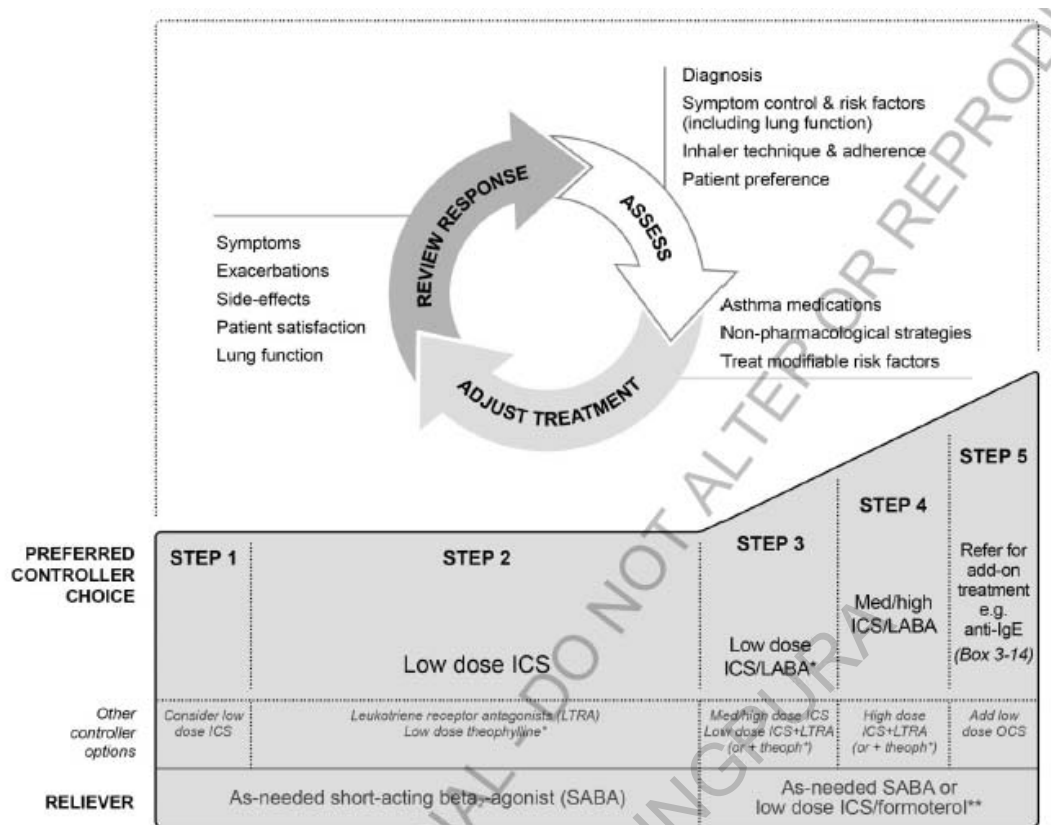 Diagnosis
Symptom control & risk factors
(including lung function)
Inhaler technique & adherence
Patient preference
REVIEW RESPONSE
ASSESS
ADJUST TREATMENT
Symptoms
Exacerbations
Side-effects
Patient satisfaction
Lung function
Asthma medications
Non-pharmacological strategies
Treat modifiable risk factors
PREFERRED
CONTROLLER
CHOICE
STEP 1
STEP 2
Low dose ICS
STEP 3
Low dose
ICS/LABA*
STEP 4
Med/high
ICS/LABA
STEP 5
Refer for
add-on
treatment
e.g.
anti-IgE
(Box 3-14)
Other
controller
options
Consider low
dose ICS
Leukotriene receptor antagonists (LTRA)
Low dose theophylline*
Med/high dose ICS
Low dose ICS+LTRA
(or + theoph*)
High dose
ICS+LTRA
(or + theoph*)
Add low
dose OCS
RELIEVER
As-needed short-acting beta -agonist (SABA)
As-needed SABA or
low dose ICS/formoterol**
DO NOT ALTER OR